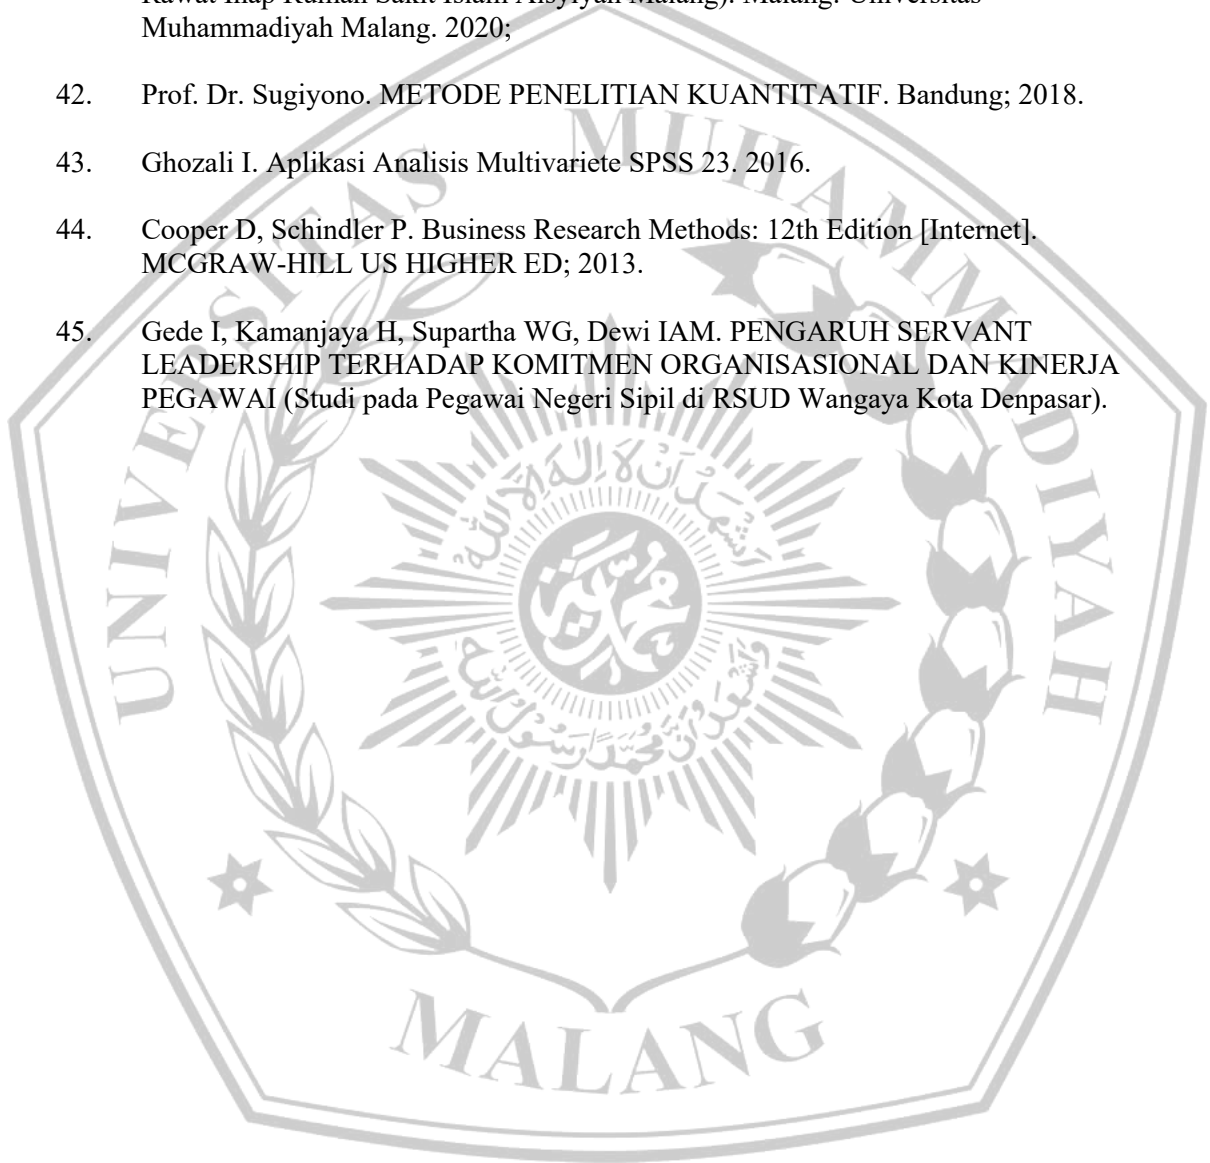 Muhammadiyah Malang. 2020;
42. Prof. Dr. Sugiyono. METODE PENELITIAN KUANTITATIF. Bandung; 2018.
43. Ghozali I. Aplikasi Analisis Multivariete SPSS 23. 2016.
44. Cooper D, Schindler P. Business Research Methods: 12th Edition [Internet].
MCGRAW-HILL US HIGHER ED; 2013.
45. Gede I, Kamanjaya H, Supartha WG, Dewi IAM. PENGARUH SERVANT
LEADERSHIP TERHADAP KOMITMEN ORGANISASIONAL DAN KINERJA
PEGAWAI (Studi pada Pegawai Negeri Sipil di RSUD Wangaya Kota Denpasar).
UNIVERSITAS MUHAMMADIYAH
MALANG